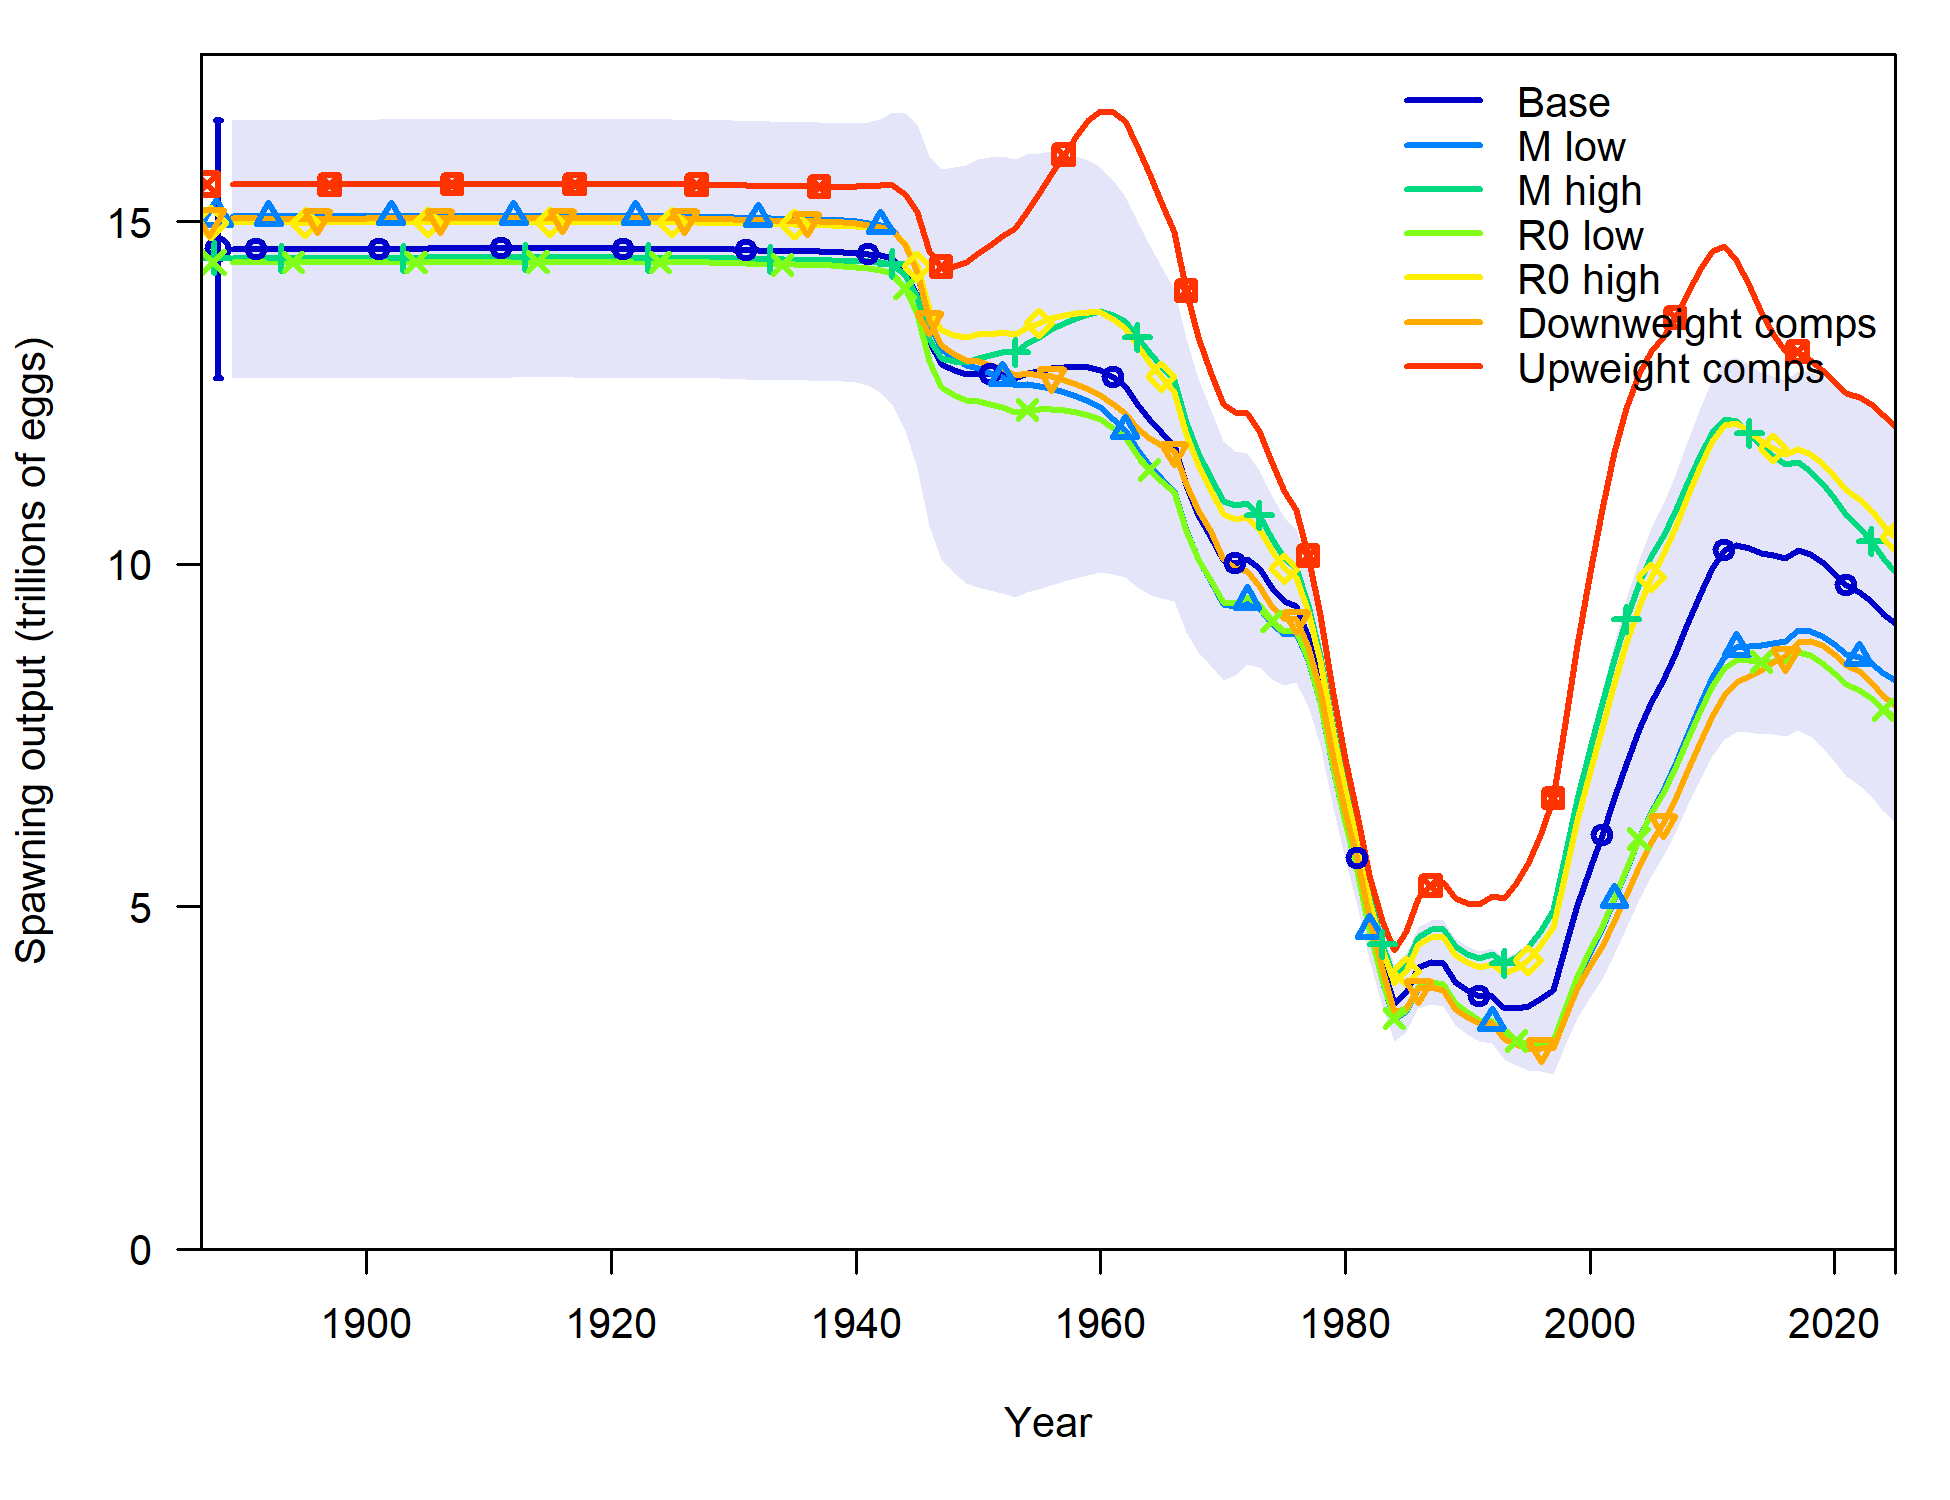 Base
M low
M high
R0 low
R0 high
Downweight comps
Upweight comps
Spawning output (trillions of eggs)
15
10
5
0
1900 1920 1940 1960 1980 2000 2020
Year